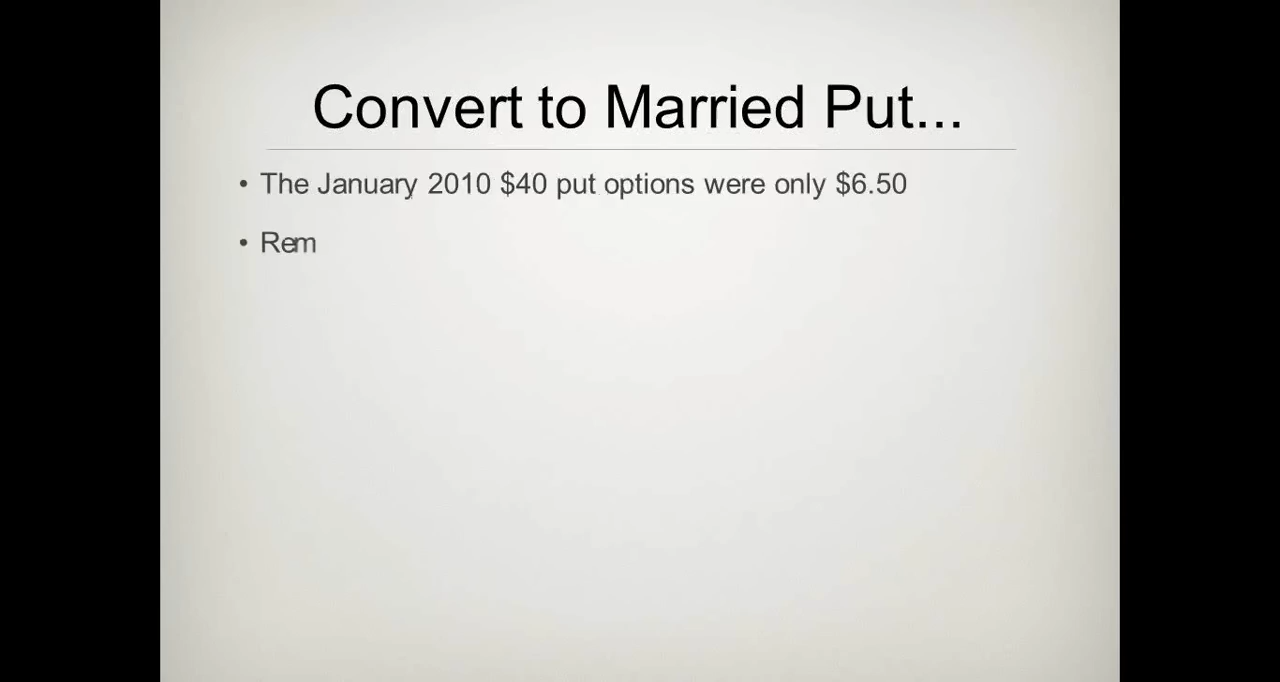 Convert to Married Put...
• The January 2010 $40 put options were only $6.50
• Rem